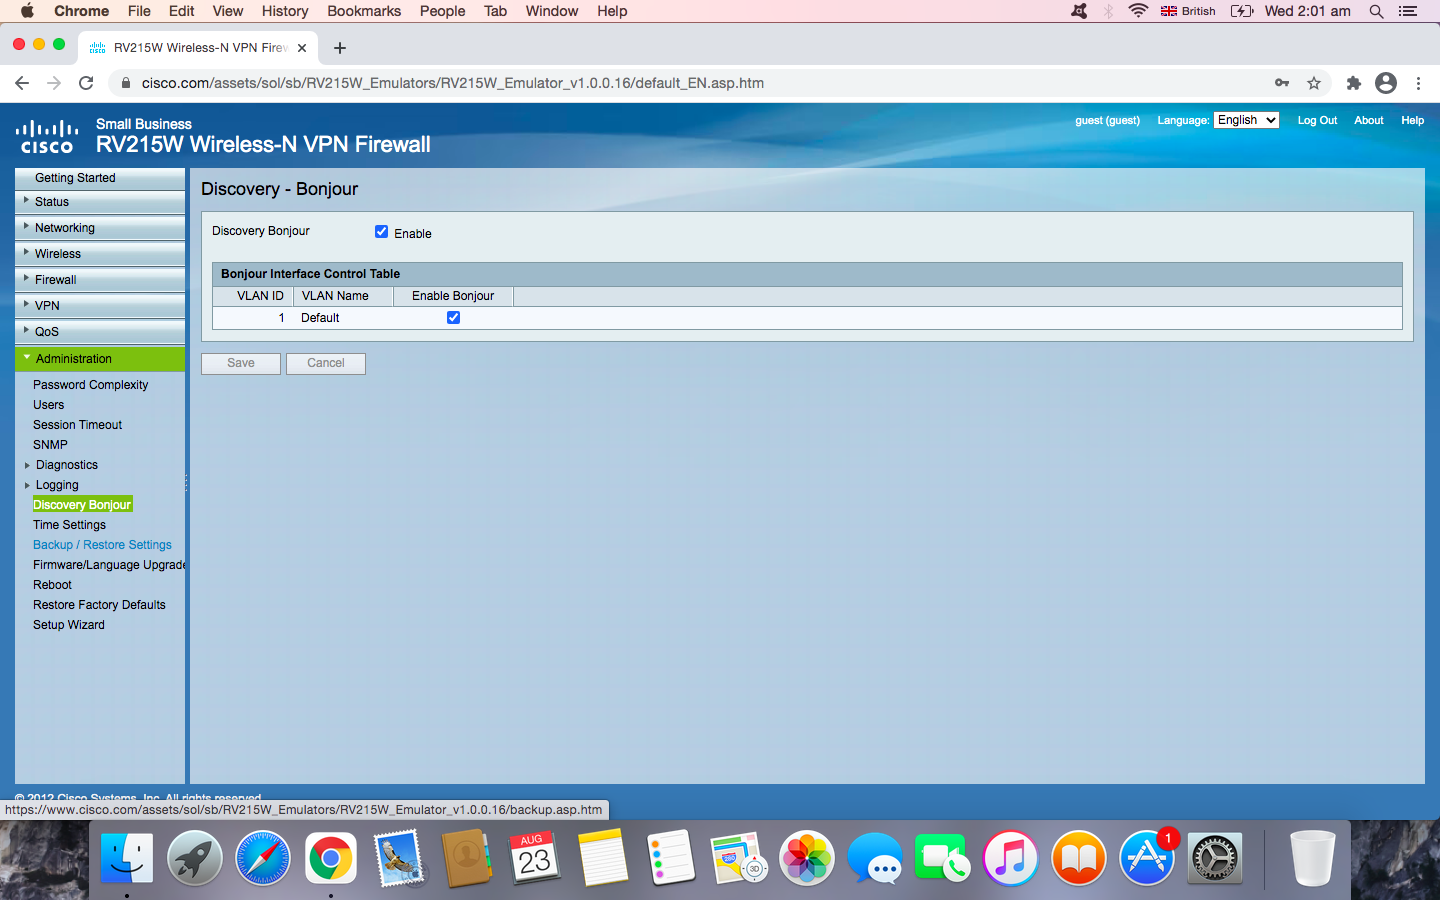 Chrome File Edit View History Bookmarks People Tab Window Help British Wed 2:01 am
RV215W Wireless-N VPN Firew
cisco.com/assets/sol/sb/RV215W_Emulators/RV215W_Emulator_v1.0.0.16/default_EN.asp.htm
cisco Small Business
RV215W Wireless-N VPN Firewall
guest (guest) Language: English Log Out About Help
Getting Started
Status
Networking
Wireless
Firewall
VPN
QoS
Administration
Password Complexity
Users
Session Timeout
SNMP
Diagnostics
Logging
Discovery Bonjour
Time Settings
Backup / Restore Settings
Firmware/Language Upgrade
Reboot
Restore Factory Defaults
Setup Wizard
Discovery - Bonjour
Discovery Bonjour Enable
Bonjour Interface Control Table
VLAN ID VLAN Name Enable Bonjour
1 Default
Save Cancel
© 2012 Cisco Systems, Inc. All rights reserved.
https://www.cisco.com/assets/sol/sb/RV215W_Emulators/RV215W_Emulator_v1.0.0.16/backup.asp.htm
AUG
23
280
3D
1